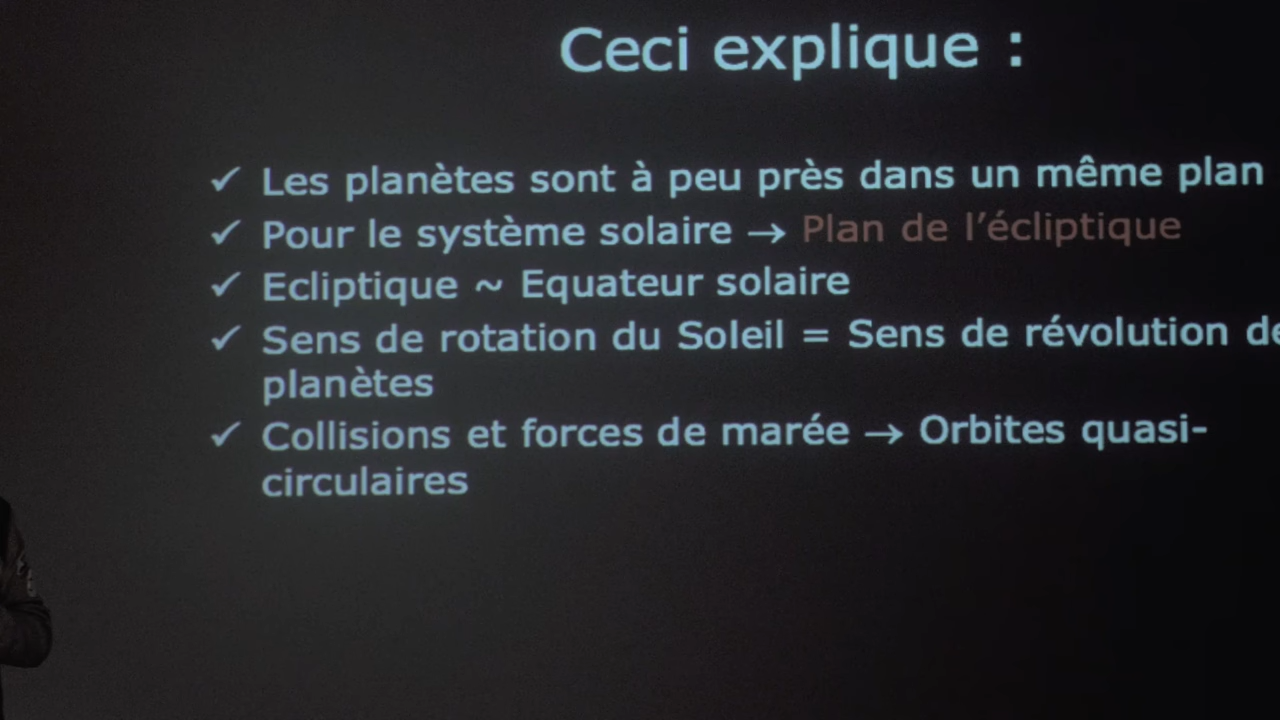 Ceci explique :
✓ Les planètes sont à peu près dans un même plan
✓ Pour le système solaire → Plan de l'écliptique
✓ Ecliptique ~ Equateur solaire
✓ Sens de rotation du Soleil = Sens de révolution
planètes
✓ Collisions et forces de marée → Orbites quasi-
circulaires